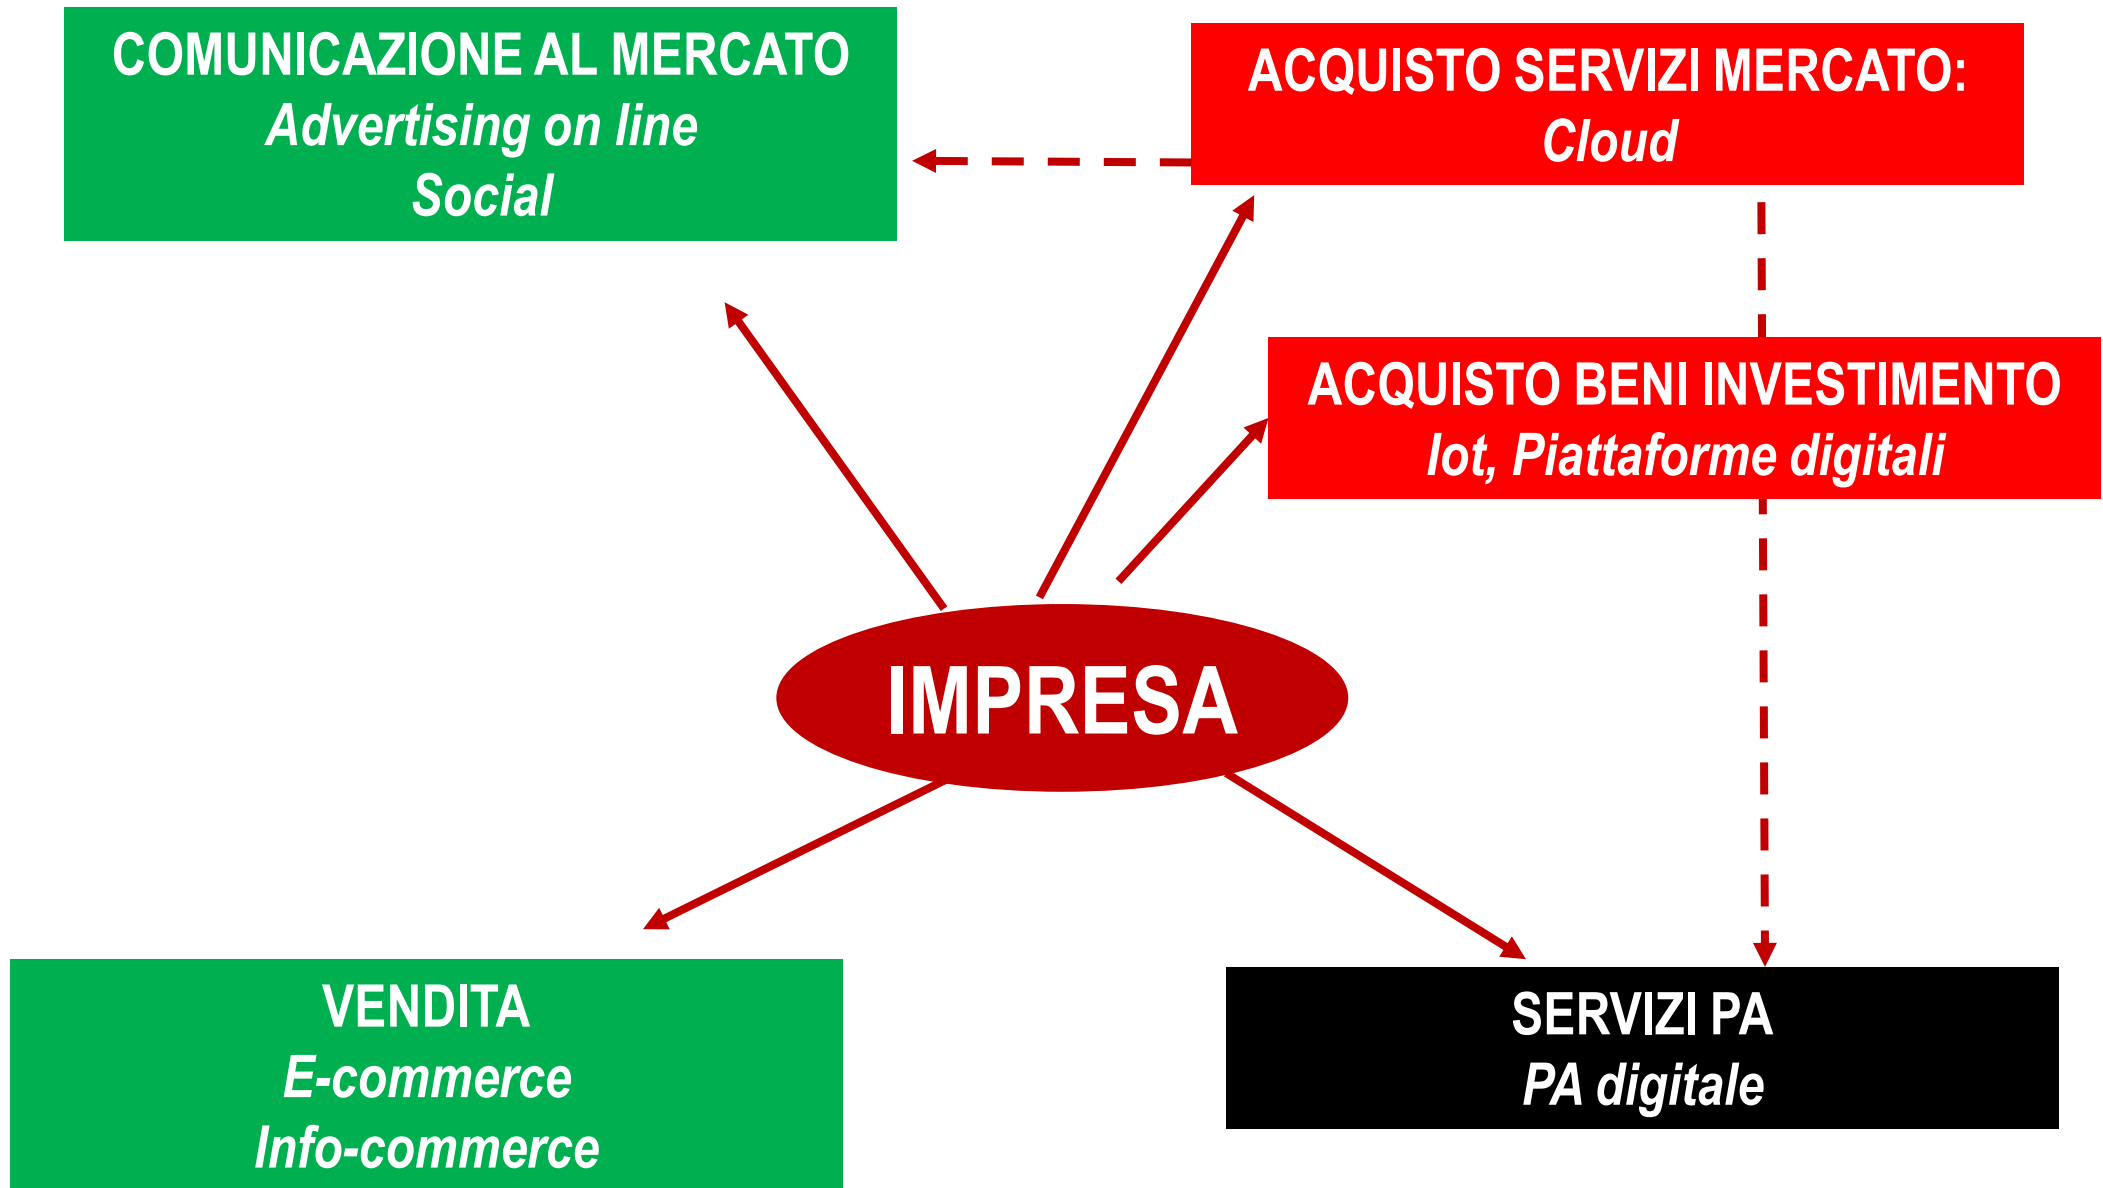 COMUNICAZIONE AL MERCATO
Advertising on line
Social
ACQUISTO SERVIZI MERCATO:
Cloud
ACQUISTO BENI INVESTIMENTO
Iot, Piattaforme digitali
IMPRESA
VENDITA
E-commerce
Info-commerce
SERVIZI PA
PA digitale